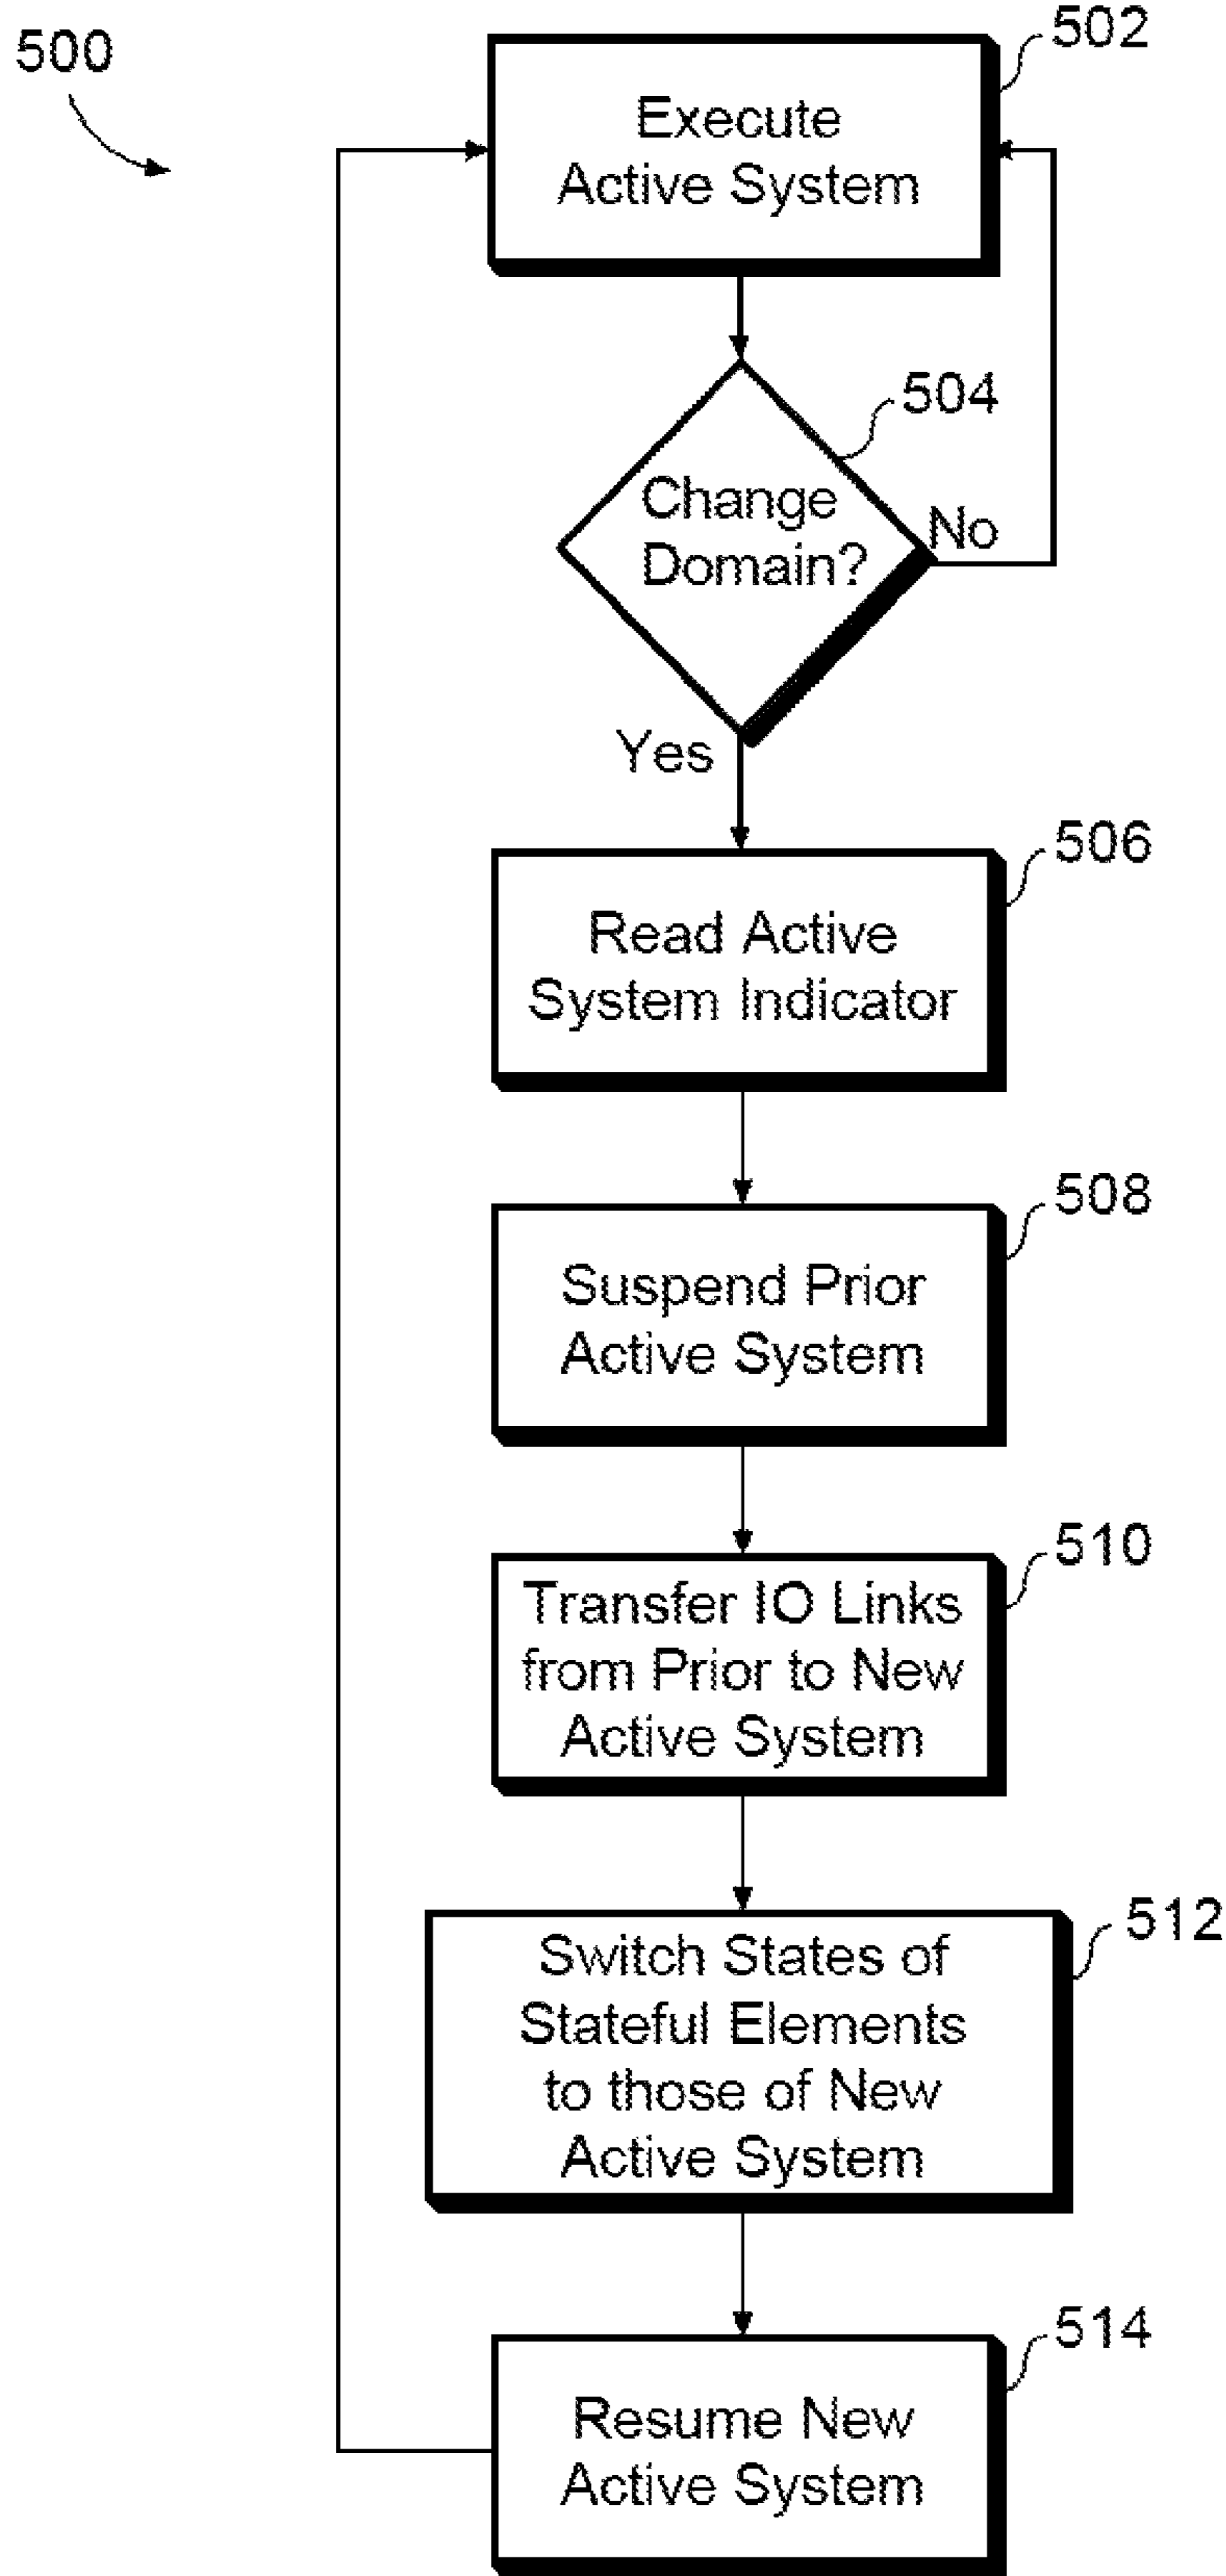 500
502
Execute
Active System
504
Change
Domain?
No
Yes
506
Read Active
System Indicator
508
Suspend Prior
Active System
510
Transfer IO Links
from Prior to New
Active System
512
Switch States of
Stateful Elements
to those of New
Active System
514
Resume New
Active System